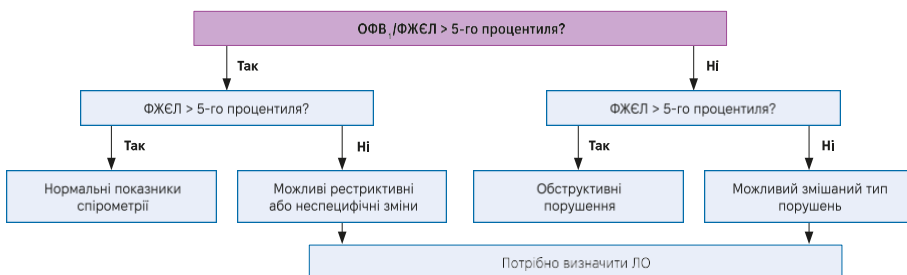 ОФВ₁/ФЖЄЛ > 5-го процентиля?
Так
Ні
ФЖЄЛ > 5-го процентиля?
ФЖЄЛ > 5-го процентиля?
Так
Ні
Так
Ні
Нормальні показники
спірометрії
Можливі рестриктивні
або неспецифічні зміни
Обструктивні
порушення
Можливий змішаний тип
порушень
Потрібно визначити ЛО